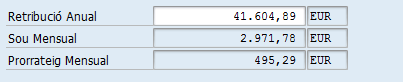 Retribució Anual 41.604,89 EUR
Sou Mensual 2.971,78 EUR
Prorrateig Mensual 495,29 EUR